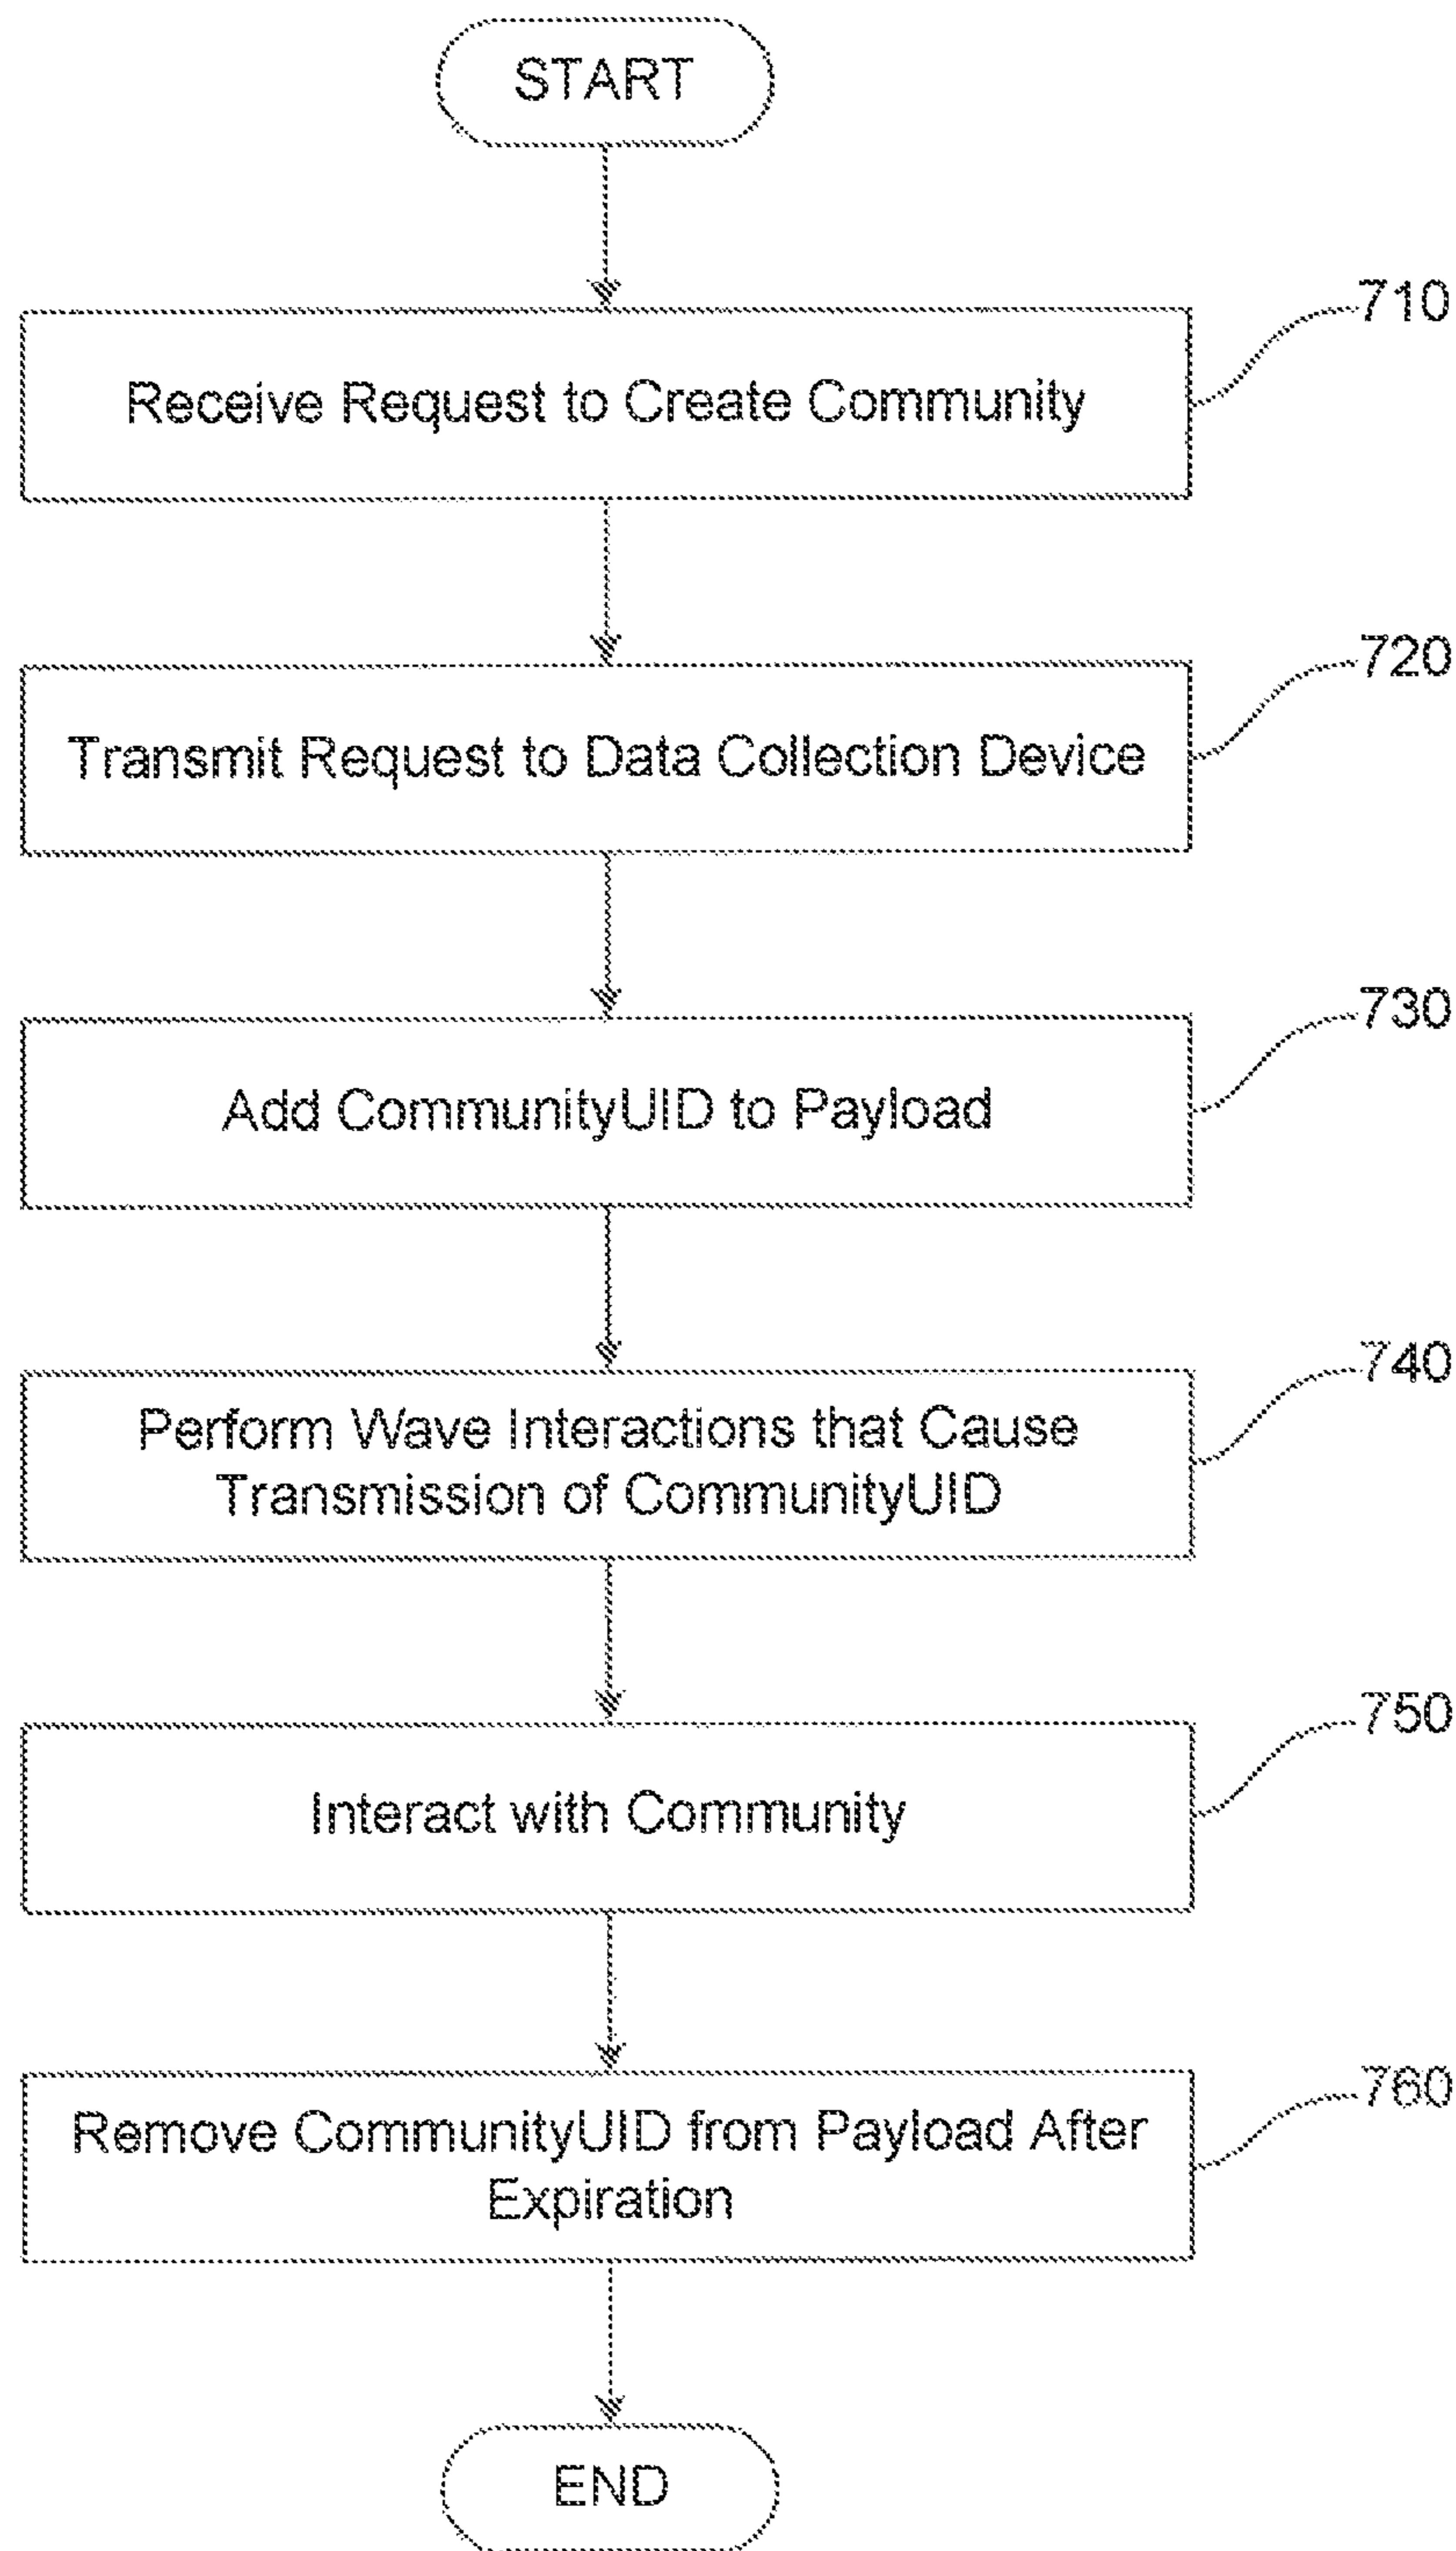 START
710
Receive Request to Create Community
720
Transmit Request to Data Collection Device
730
Add CommunityUID to Payload
740
Perform Wave Interactions that Cause
Transmission of CommunityUID
750
Interact with Community
760
Remove CommunityUID from Payload After
Expiration
END